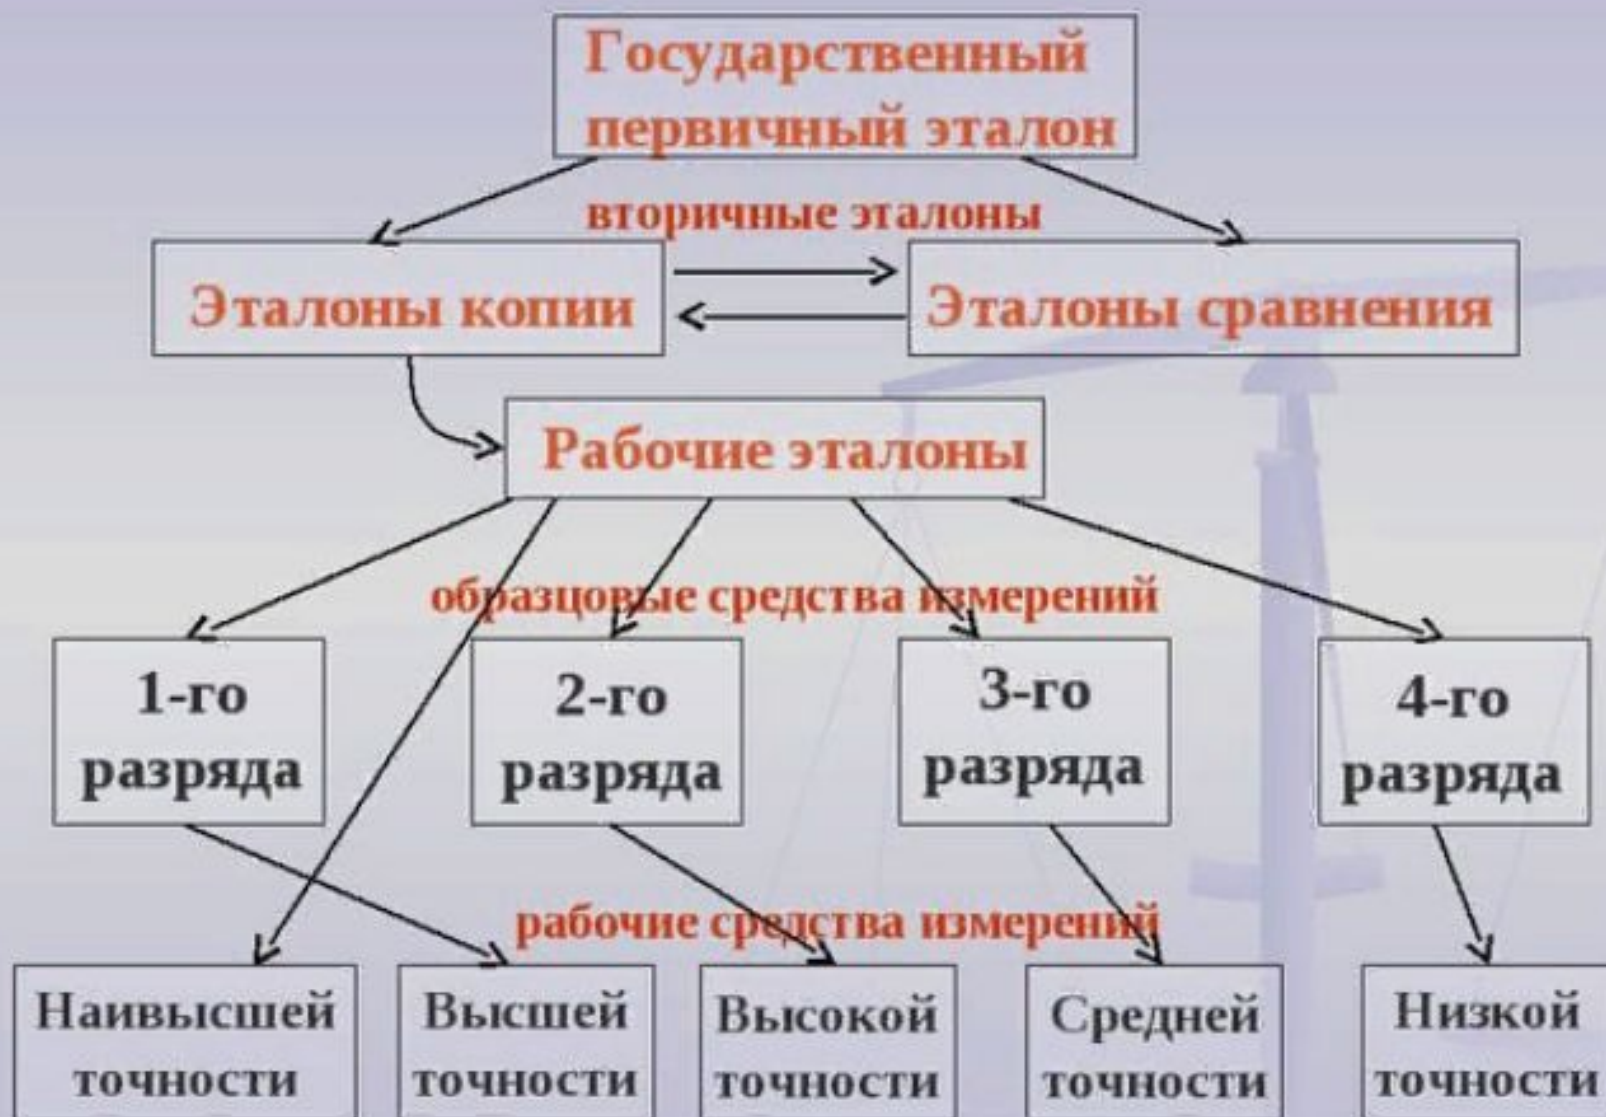 Государственный
первичный эталон
вторичные эталоны
Эталоны копии
Эталоны сравнения
Рабочие эталоны
образцовые средства измерений
1-го
разряда
2-го
разряда
3-го
разряда
4-го
разряда
рабочие средства измерений
Наивысшей
точности
Высшей
точности
Высокой
точности
Средней
точности
Низкой
точности